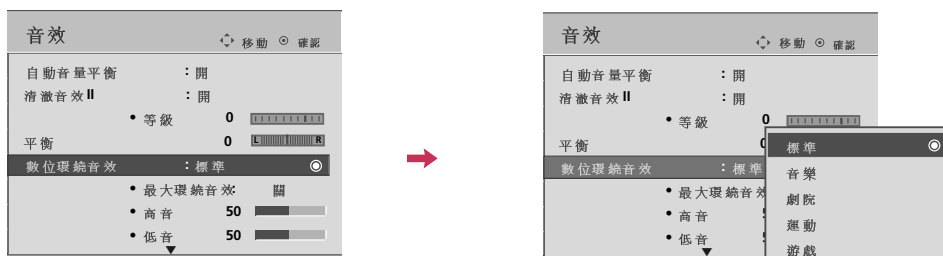 音效
移動 ⊙ 確認
自動音量平衡 : 開
清澈音效 II : 開
• 等級 0
平衡 0 L R
數位環繞音效 : 標準
• 最大環繞音效: 關
• 高音 50
• 低音 50
音效
移動 ⊙ 確認
自動音量平衡 : 開
清澈音效 II : 開
• 等級 0
平衡
數位環繞音效 : 標準
• 最大環繞音效
• 高音
• 低音
標準
音樂
劇院
運動
遊戲